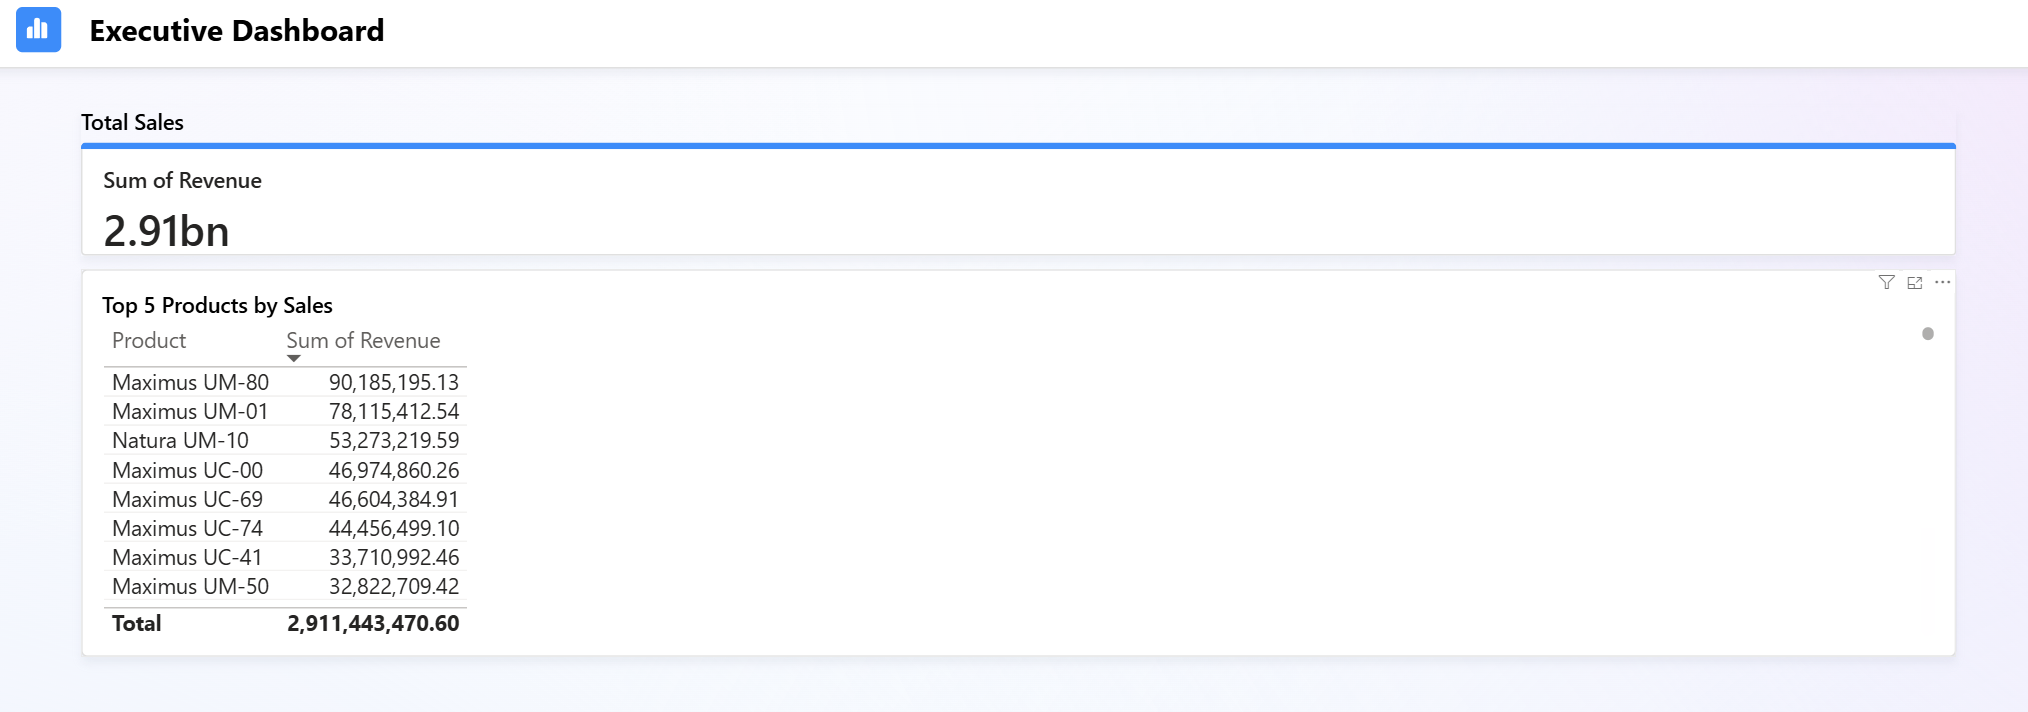 Executive Dashboard
Total Sales
Sum of Revenue
2.91bn
Top 5 Products by Sales
Product Sum of Revenue
Maximus UM-80 90,185,195.13
Maximus UM-01 78,115,412.54
Natura UM-10 53,273,219.59
Maximus UC-00 46,974,860.26
Maximus UC-69 46,604,384.91
Maximus UC-74 44,456,499.10
Maximus UC-41 33,710,992.46
Maximus UM-50 32,822,709.42
Total 2,911,443,470.60